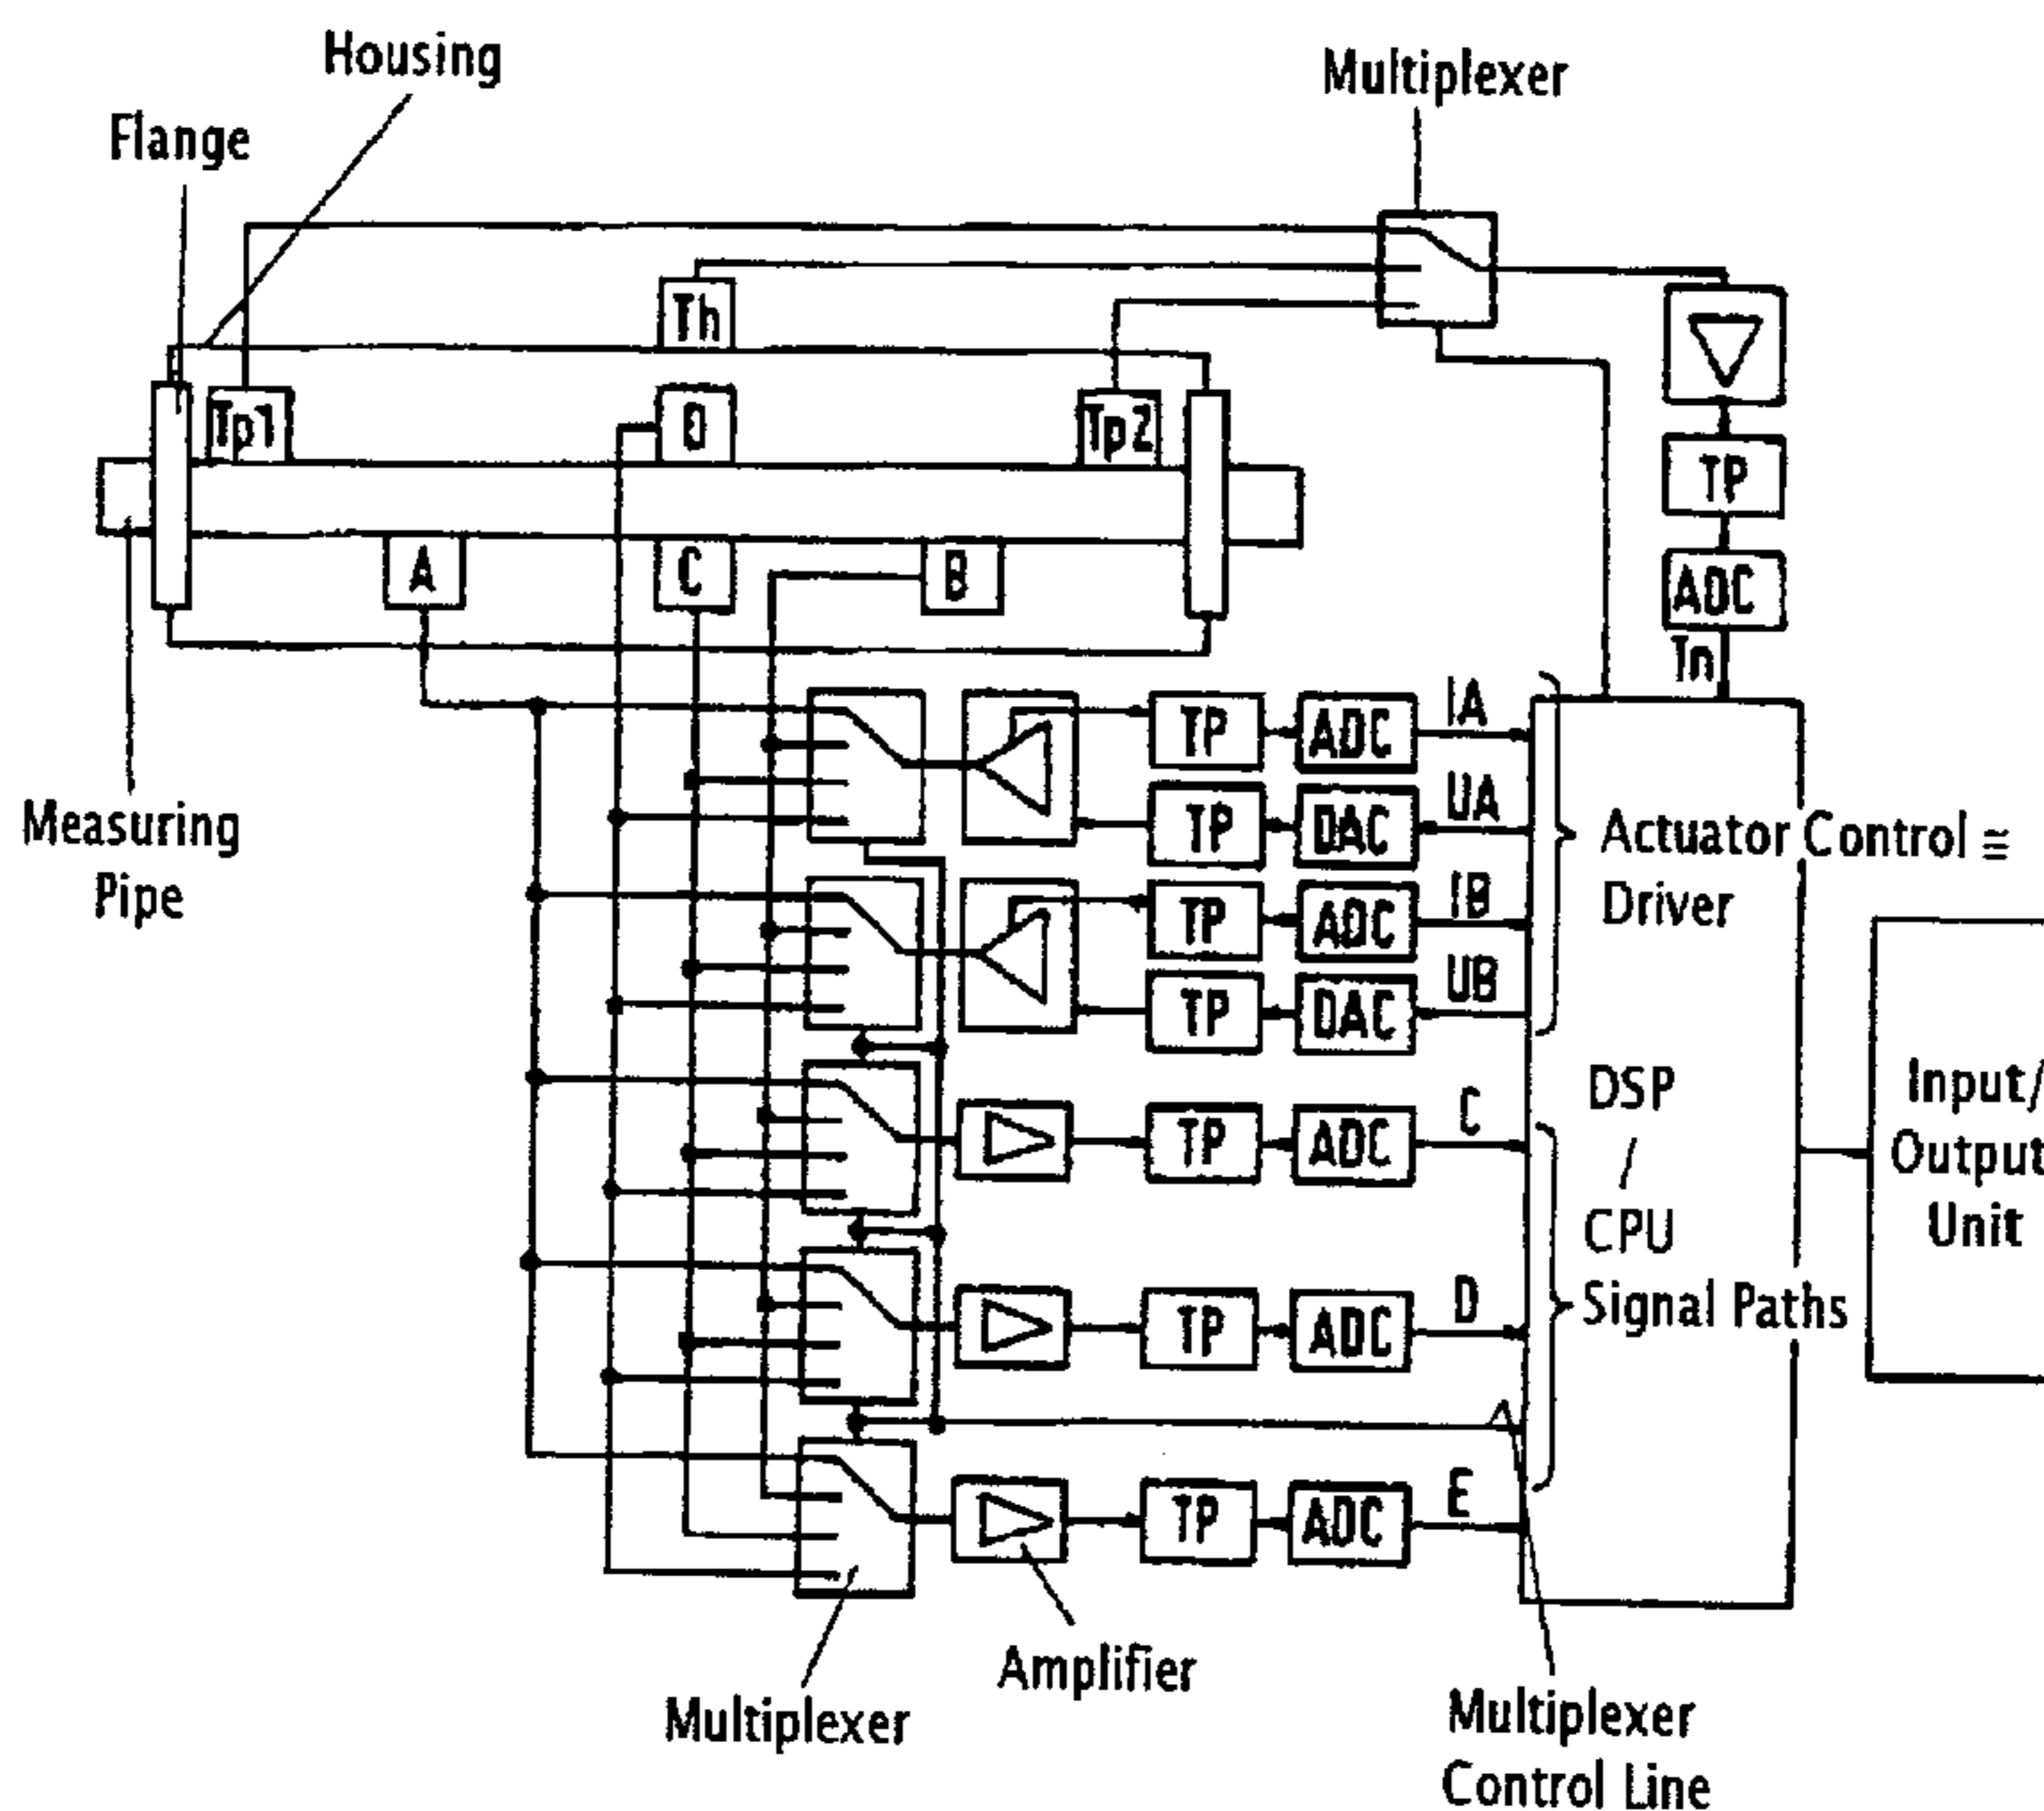 Housing
Multiplexer
Flange
Th
Tp1
D
Tp2
TP
A
C
B
ADC
Tn
TP
ADC
IA
TP
DAC
UA
Actuator Control ≅
Driver
Measuring
Pipe
TP
ADC
IB
TP
DAC
UB
DSP
/
CPU
Signal Paths
Input/
Output
Unit
TP
ADC
C
TP
ADC
D
TP
ADC
E
Amplifier
Multiplexer
Multiplexer
Control Line